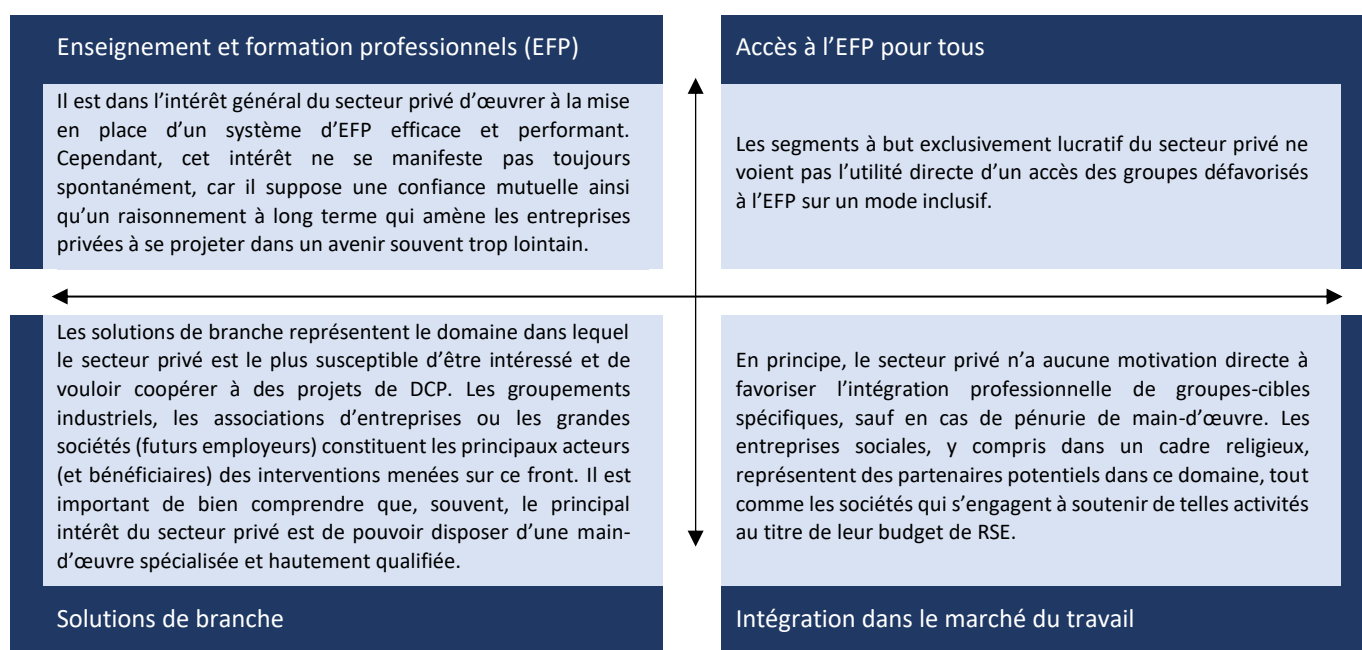 Enseignement et formation professionnels (EFP)
Il est dans l’intérêt général du secteur privé d’œuvrer à la mise
en place d’un système d’EFP efficace et performant.
Cependant, cet intérêt ne se manifeste pas toujours
spontanément, car il suppose une confiance mutuelle ainsi
qu’un raisonnement à long terme qui amène les entreprises
privées à se projeter dans un avenir souvent trop lointain.
Accès à l’EFP pour tous
Les segments à but exclusivement lucratif du secteur privé ne
voient pas l’utilité directe d’un accès des groupes défavorisés
à l’EFP sur un mode inclusif.
Les solutions de branche représentent le domaine dans lequel
le secteur privé est le plus susceptible d’être intéressé et de
vouloir coopérer à des projets de DCP. Les groupements
industriels, les associations d’entreprises ou les grandes
sociétés (futurs employeurs) constituent les principaux acteurs
(et bénéficiaires) des interventions menées sur ce front. Il est
important de bien comprendre que, souvent, le principal
intérêt du secteur privé est de pouvoir disposer d’une main-
d’œuvre spécialisée et hautement qualifiée.
Solutions de branche
En principe, le secteur privé n’a aucune motivation directe à
favoriser l’intégration professionnelle de groupes-cibles
spécifiques, sauf en cas de pénurie de main-d’œuvre. Les
entreprises sociales, y compris dans un cadre religieux,
représentent des partenaires potentiels dans ce domaine, tout
comme les sociétés qui s’engagent à soutenir de telles activités
au titre de leur budget de RSE.
Intégration dans le marché du travail